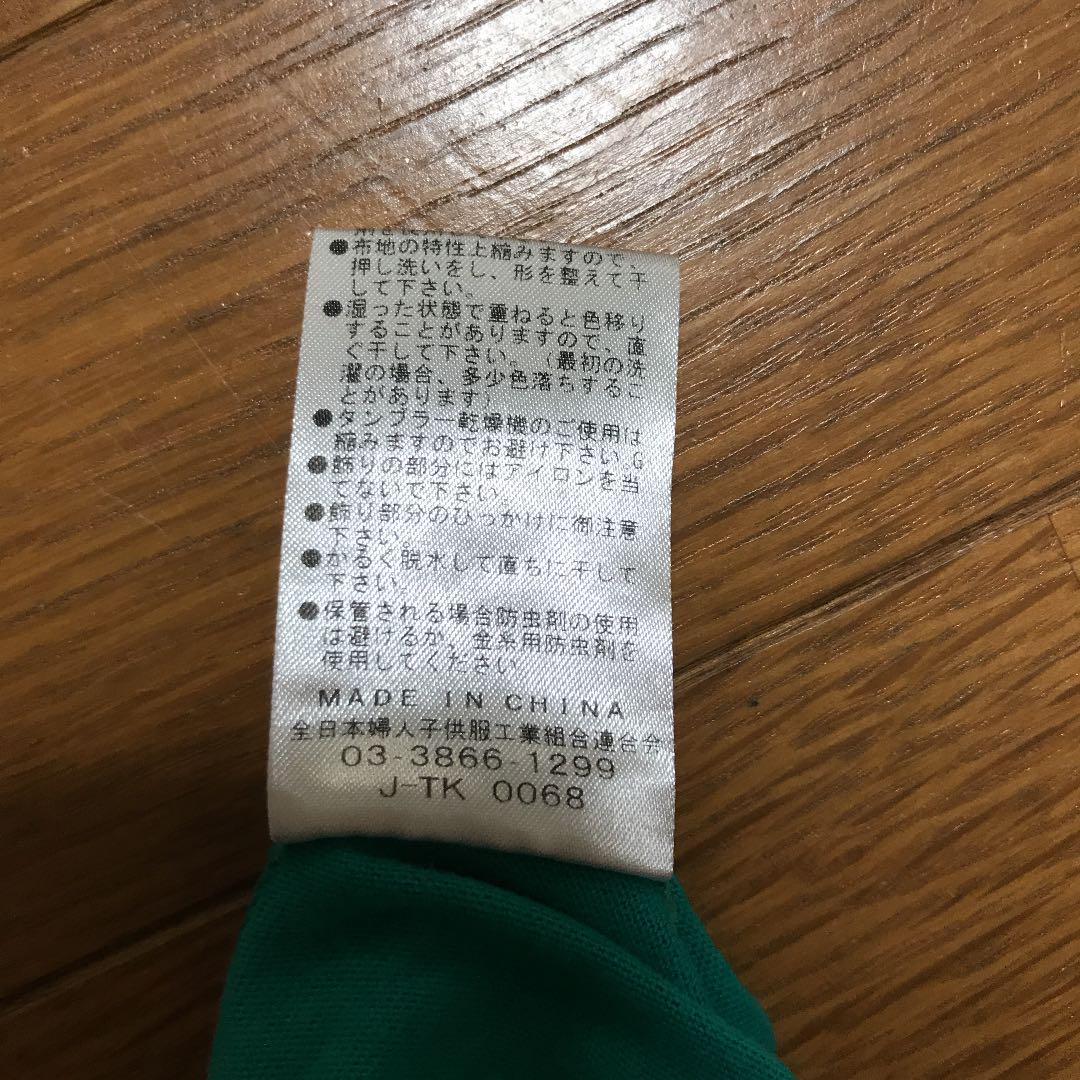 ●布地の特性上縮みますので、
押し洗いをし、形を整えて干
して下さい。
●湿った状態で重ねると色移り
することがありますので、直
ぐ干して下さい。（最初の洗
濯の場合、多少色落ちするこ
とがあります）
●タンブラー乾燥機のご使用は
縮みますのでお避け下さい。G
●飾りの部分にはアイロンを当
てないで下さい。
●飾り部分のひっかけに御注意
下さい。
●かるく脱水して直ちに干して
下さい。
●保管される場合防虫剤の使用
は避けるか、金糸用防虫剤を
使用してください。
MADE IN CHINA
全日本婦人子供服工業組合連合会
03-3866-1299
J-TK 0068